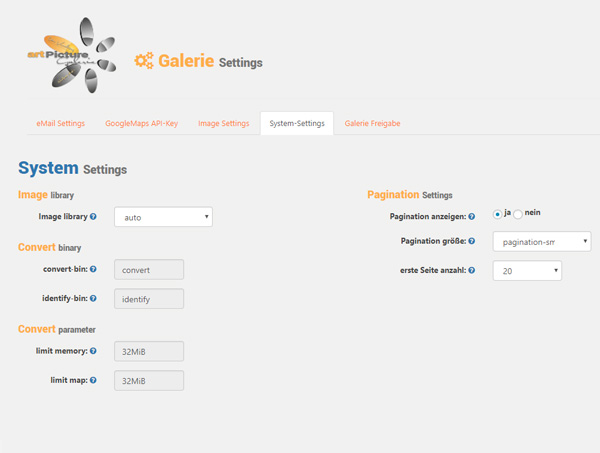 artPicture
Galerie
Galerie Settings
eMail Settings
GoogleMaps API-Key
Image Settings
System-Settings
Galerie Freigabe
System Settings
Image library
Image library ?
auto
Convert binary
convert-bin: ?
convert
identify-bin: ?
identify
Convert parameter
limit memory: ?
32MiB
limit map: ?
32MiB
Pagination Settings
Pagination anzeigen: ?
ja nein
Pagination größe: ?
pagination-sm
erste Seite anzahl: ?
20